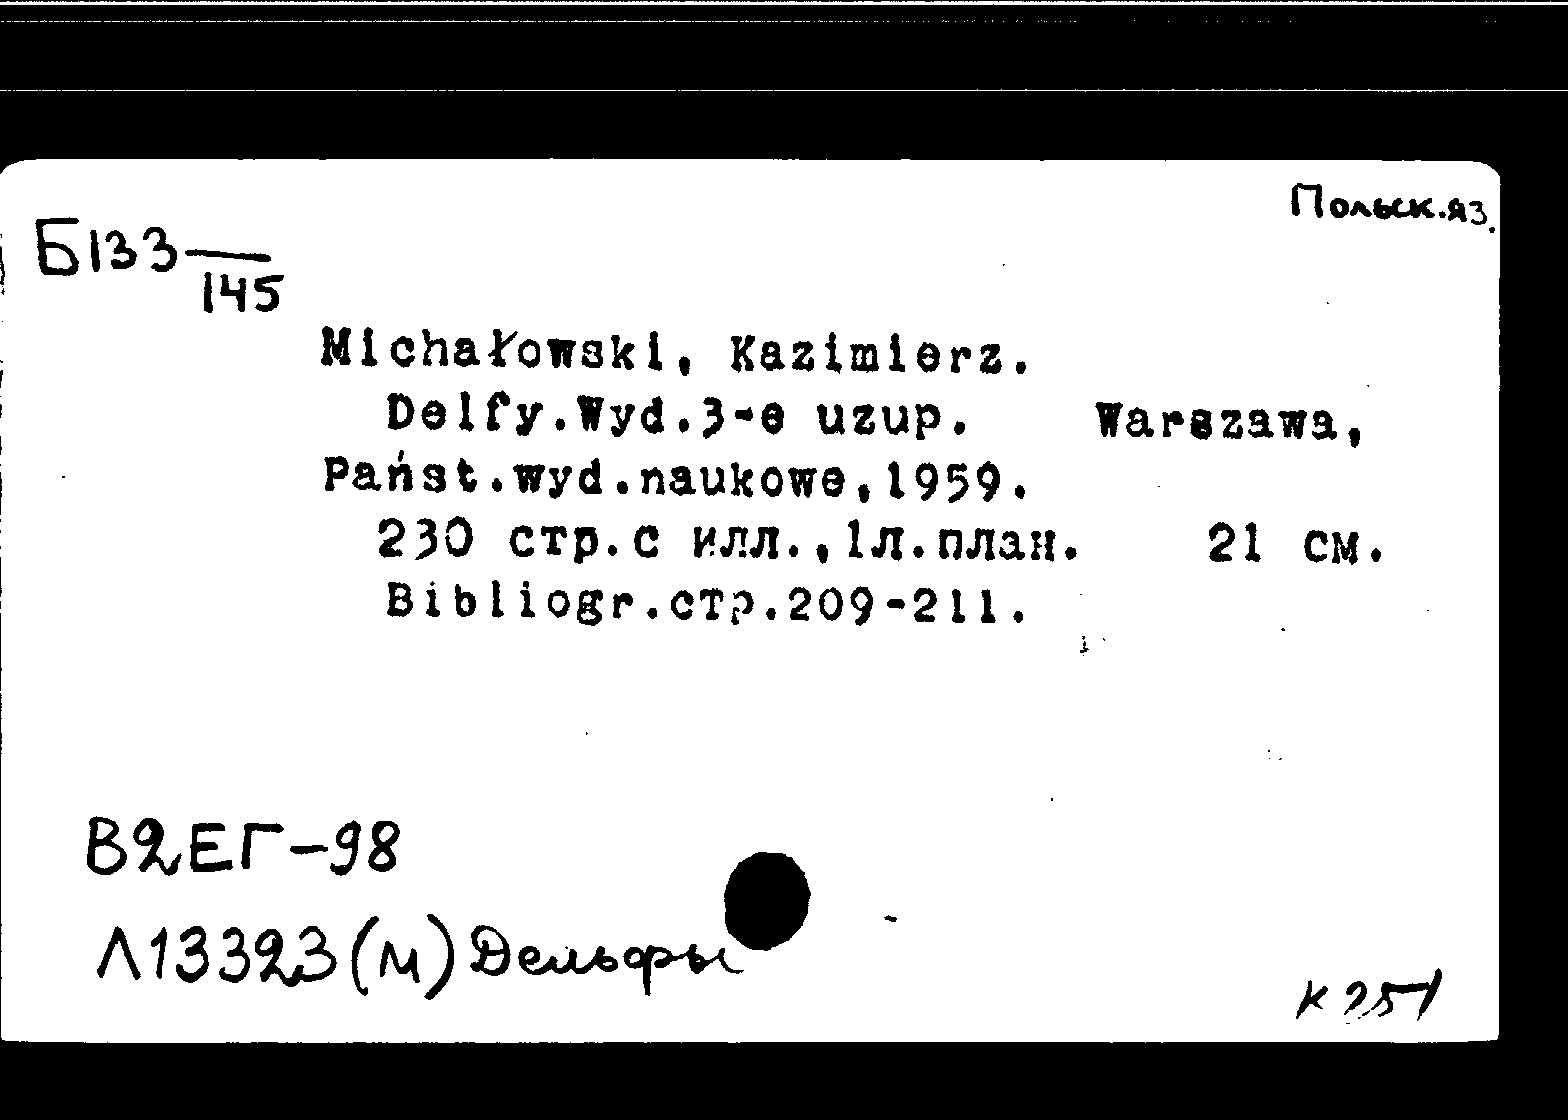 Польск.яз.
Б133—
145
Michałowski, Kazimierz.
Delfy.Wyd.3-e uzup. Warszawa,
Państ.wyd.naukowe,1959.
230 стр.с илл.,1л.план. 21 см.
Bibliogr.стр.209-211.
В2ЕГ-98
Л13323(м) Дельфы
К251